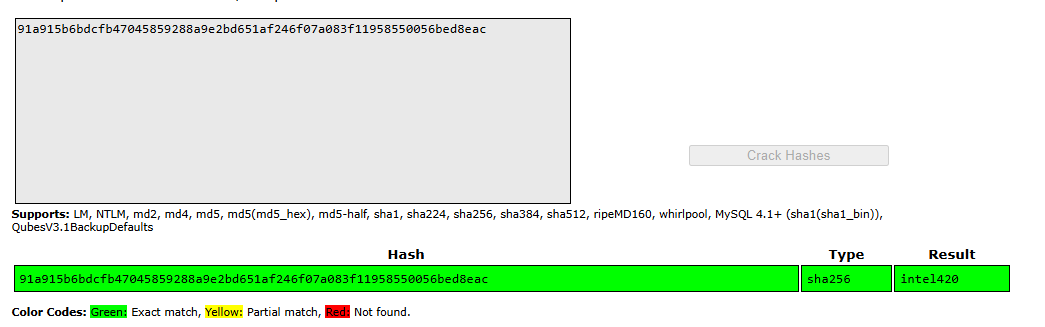 91a915b6bdcfb47045859288a9e2bd651af246f07a083f11958550056bed8eac
Crack Hashes
Supports: LM, NTLM, md2, md4, md5, md5(md5_hex), md5-half, sha1, sha224, sha256, sha384, sha512, ripeMD160, whirlpool, MySQL 4.1+ (sha1(sha1_bin)),
QubesV3.1BackupDefaults
Hash Type Result
91a915b6bdcfb47045859288a9e2bd651af246f07a083f11958550056bed8eac sha256 intel420
Color Codes: Green: Exact match, Yellow: Partial match, Red: Not found.